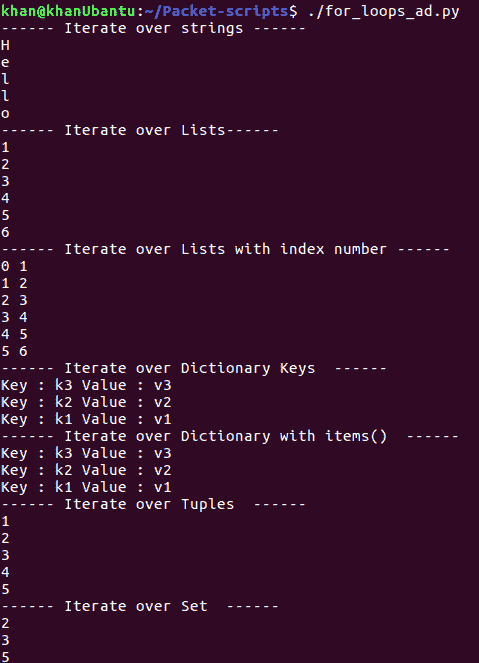 khan@khanUbantu:~/Packet-scripts$ ./for_loops_ad.py
------ Iterate over strings ------
H
e
l
l
o
------ Iterate over Lists------
1
2
3
4
5
6
------ Iterate over Lists with index number ------
0 1
1 2
2 3
3 4
4 5
5 6
------ Iterate over Dictionary Keys  ------
Key : k3 Value : v3
Key : k2 Value : v2
Key : k1 Value : v1
------ Iterate over Dictionary with items()  ------
Key : k3 Value : v3
Key : k2 Value : v2
Key : k1 Value : v1
------ Iterate over Tuples  ------
1
2
3
4
5
------ Iterate over Set  ------
2
3
5